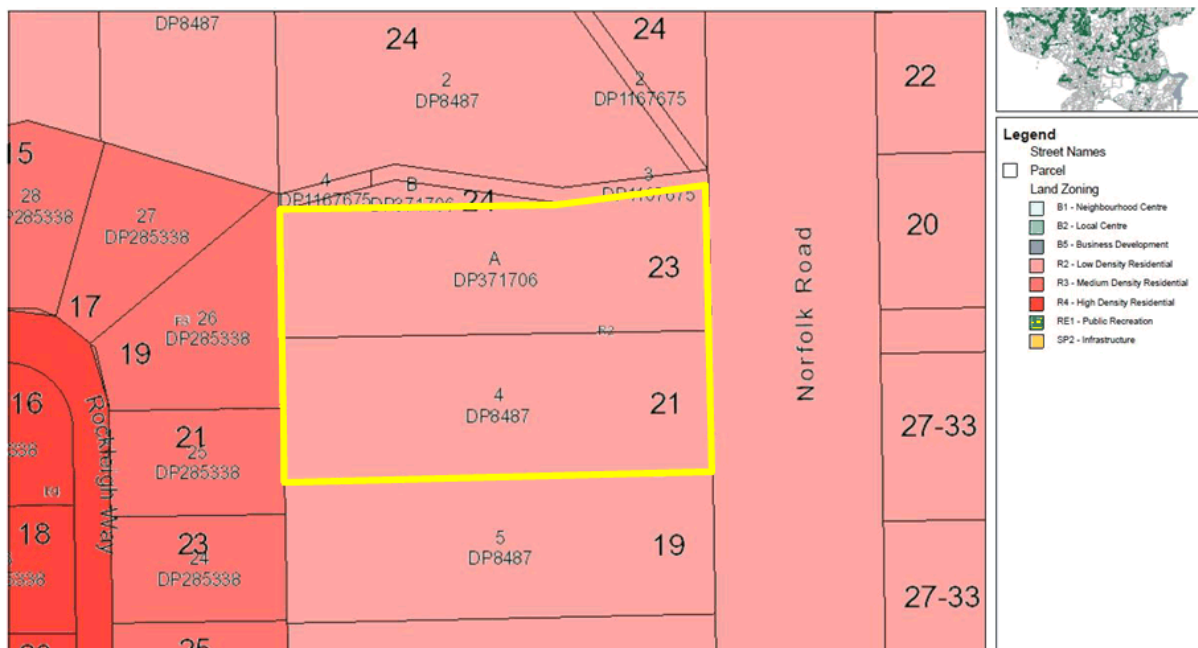 DP8487
24
2
DP8487
24
2
DP1167675
22
15
28
DP285338
27
DP285338
4
DP1167675
B
DP371706
24
3
DP1167675
20
A
DP371706
23
17
R3
26
DP285338
19
R2
Norfolk Road
16
Rockleigh Way
21
25
DP285338
4
DP8487
21
27-33
R4
18
23
24
DP285338
5
DP8487
19
27-33
25
Legend
Street Names
Parcel
Land Zoning
B1 - Neighbourhood Centre
B2 - Local Centre
B5 - Business Development
R2 - Low Density Residential
R3 - Medium Density Residential
R4 - High Density Residential
RE1 - Public Recreation
SP2 - Infrastructure